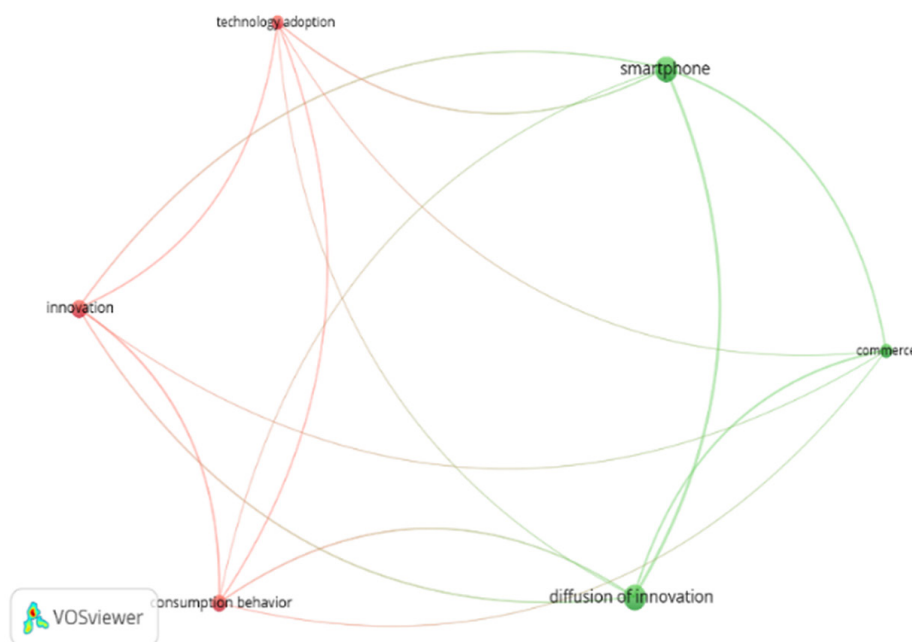 technology adoption
smartphone
innovation
commerce
consumption behavior
diffusion of innovation
VOSviewer